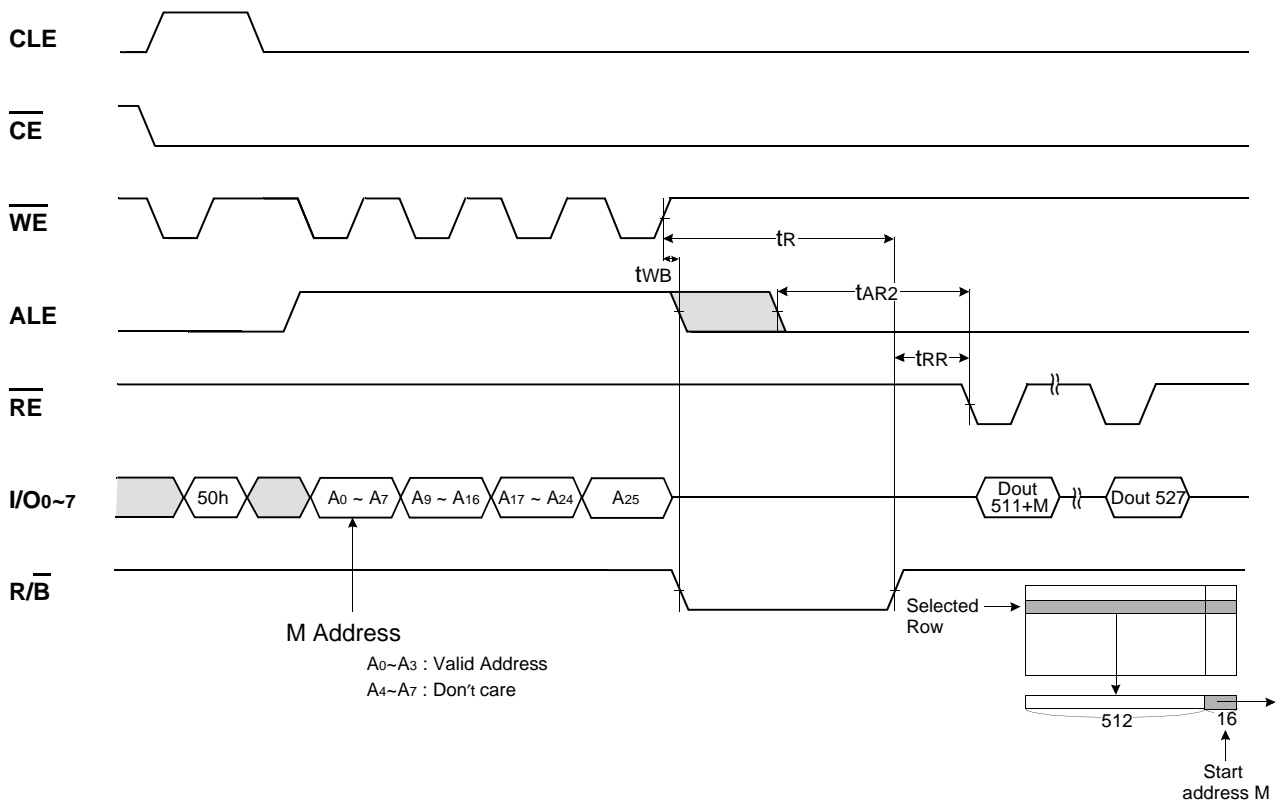 CLE
CE
WE
tR
tWB
ALE
tAR2
tRR
RE
I/O0~7
50h
A0 ~ A7
A9 ~ A16
A17 ~ A24
A25
Dout
511+M
Dout 527
R/B
M Address
A0~A3 : Valid Address
A4~A7 : Don't care
Selected
Row
512
16
Start
address M